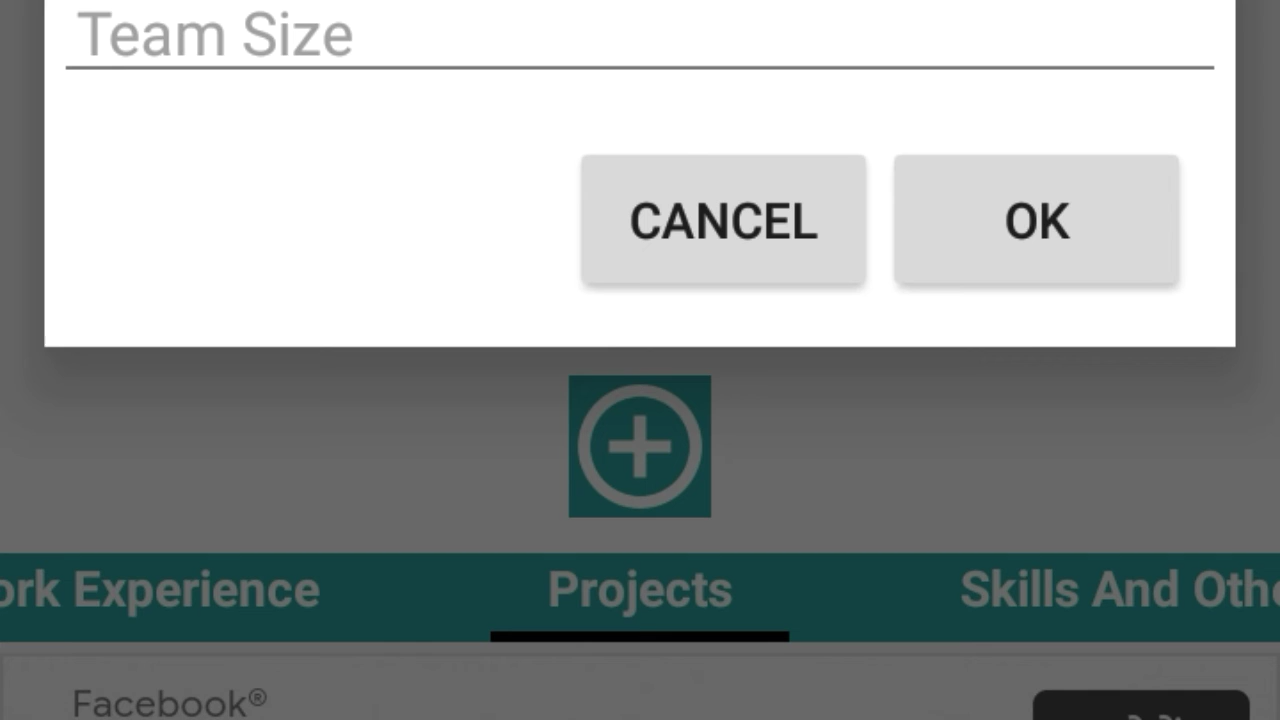 Team Size
CANCEL OK
ork Experience Projects Skills And Othe
Facebook®